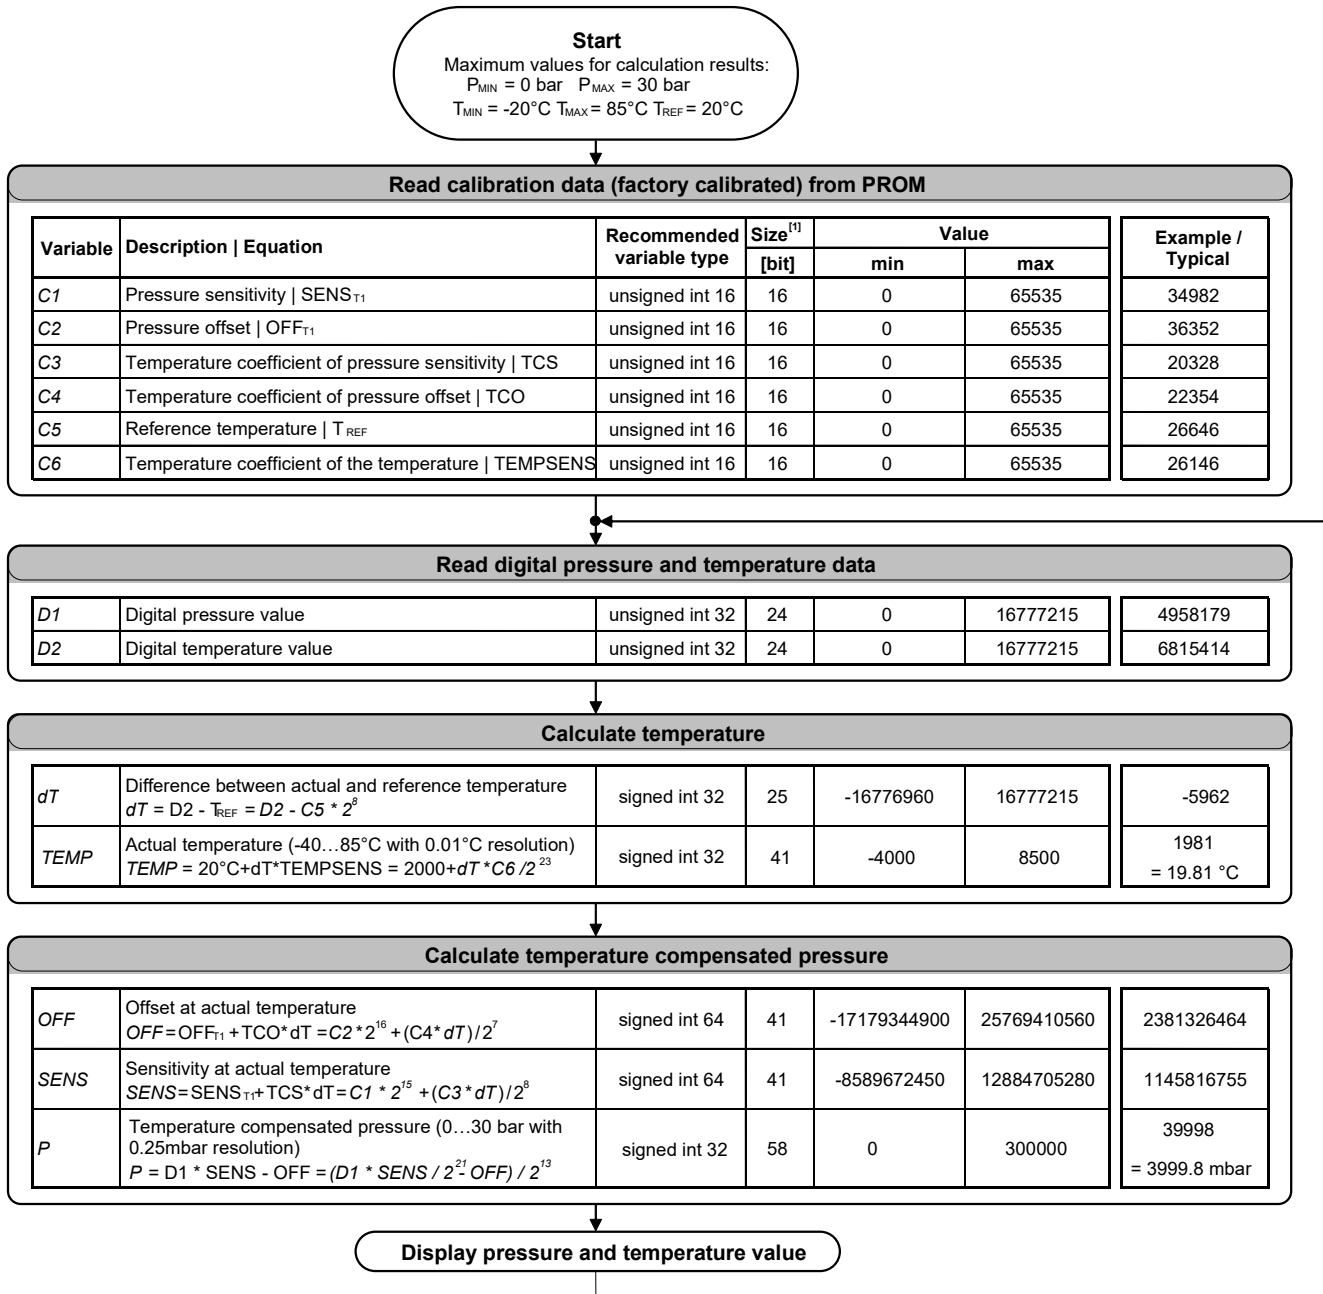 Start
Maximum values for calculation results:
PMIN = 0 bar PMAX = 30 bar
TMIN = -20°C TMAX = 85°C TREF = 20°C
Read calibration data (factory calibrated) from PROM
Variable Description | Equation Recommended variable type Size[1] [bit] Value min max Example / Typical
C1 Pressure sensitivity | SENST1 unsigned int 16 16 0 65535 34982
C2 Pressure offset | OFFT1 unsigned int 16 16 0 65535 36352
C3 Temperature coefficient of pressure sensitivity | TCS unsigned int 16 16 0 65535 20328
C4 Temperature coefficient of pressure offset | TCO unsigned int 16 16 0 65535 22354
C5 Reference temperature | TREF unsigned int 16 16 0 65535 26646
C6 Temperature coefficient of the temperature | TEMPSENS unsigned int 16 16 0 65535 26146
Read digital pressure and temperature data
D1 Digital pressure value unsigned int 32 24 0 16777215 4958179
D2 Digital temperature value unsigned int 32 24 0 16777215 6815414
Calculate temperature
Difference between actual and reference temperature
dT dT = D2 - TREF = D2 - C5 * 2^8 signed int 32 25 -16776960 16777215 -5962
Actual temperature (-40…85°C with 0.01°C resolution) 1981
TEMP TEMP = 20°C+dT*TEMPSENS = 2000+dT*C6/2^23 signed int 32 41 -4000 8500 = 19.81 °C
Calculate temperature compensated pressure
Offset at actual temperature
OFF OFF=OFFT1+TCO*dT=C2*2^16+(C4*dT)/2^7 signed int 64 41 -17179344900 25769410560 2381326464
Sensitivity at actual temperature
SENS SENS=SENST1+TCS*dT=C1*2^15+(C3*dT)/2^8 signed int 64 41 -8589672450 12884705280 1145816755
Temperature compensated pressure (0…30 bar with 39998
P 0.25mbar resolution) signed int 32 58 0 300000
P = D1 * SENS - OFF = (D1 * SENS / 2^21 - OFF) / 2^13 = 3999.8 mbar
Display pressure and temperature value